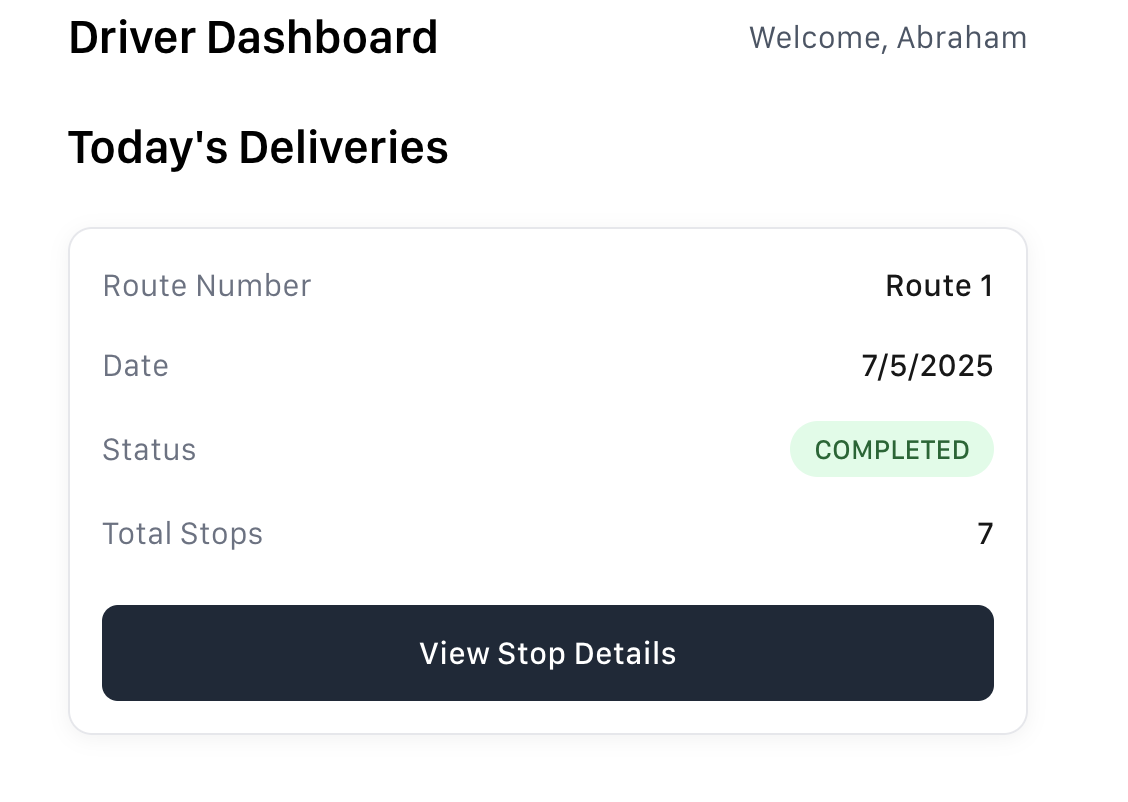 Driver Dashboard
Welcome, Abraham
Today's Deliveries
Route Number Route 1
Date 7/5/2025
Status COMPLETED
Total Stops 7
View Stop Details